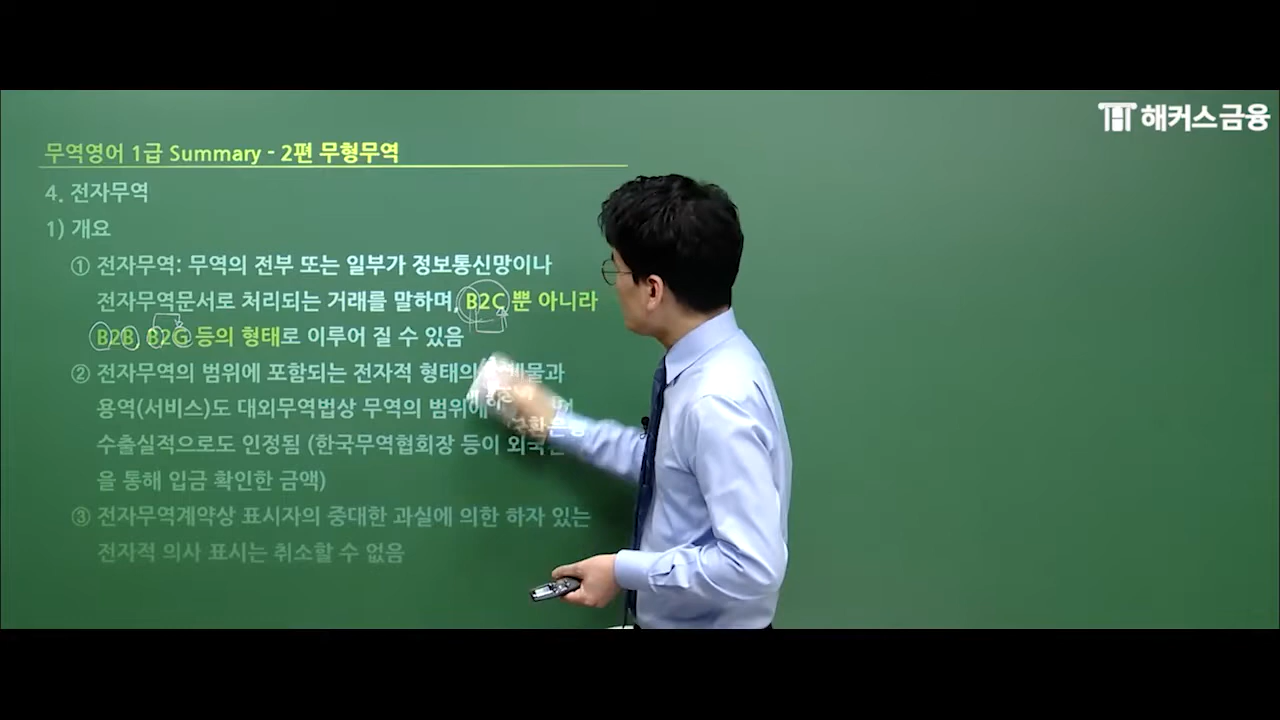 해커스금융
무역영어 1급 Summary - 2편 무형무역
4. 전자무역
1) 개요
① 전자무역: 무역의 전부 또는 일부가 정보통신망이나
전자무역문서로 처리되는 거래를 말하며, B2C 뿐 아니라
B2B, B2G 등의 형태로 이루어 질 수 있음
② 전자무역의 범위에 포함되는 전자적 형태의 무체물과
용역(서비스)도 대외무역법상 무역의 범위에
수출실적으로도 인정됨 (한국무역협회장 등이 외국환은행
을 통해 입금 확인한 금액)
③ 전자무역계약상 표시자의 중대한 과실에 의한 하자 있는
전자적 의사 표시는 취소할 수 없음